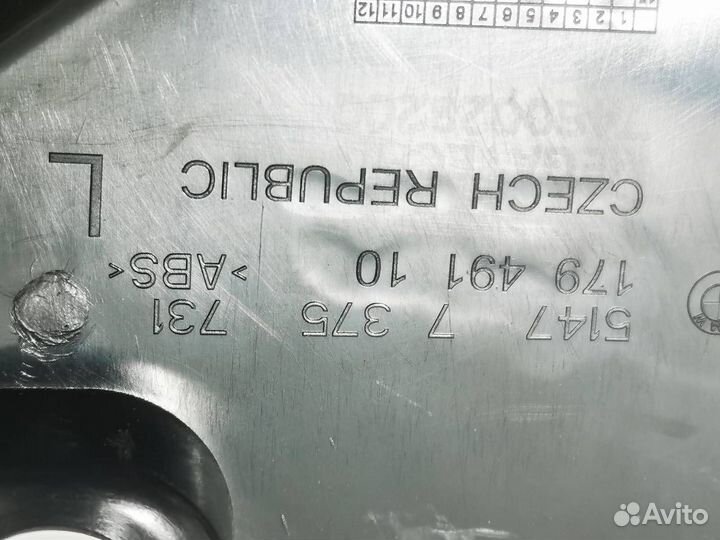 5147 7 375 731
179 491 10 >ABS<
CZECH REPUBLIC
L
1 2 3 4 5 6 7 8 9 10 11 12
Avito